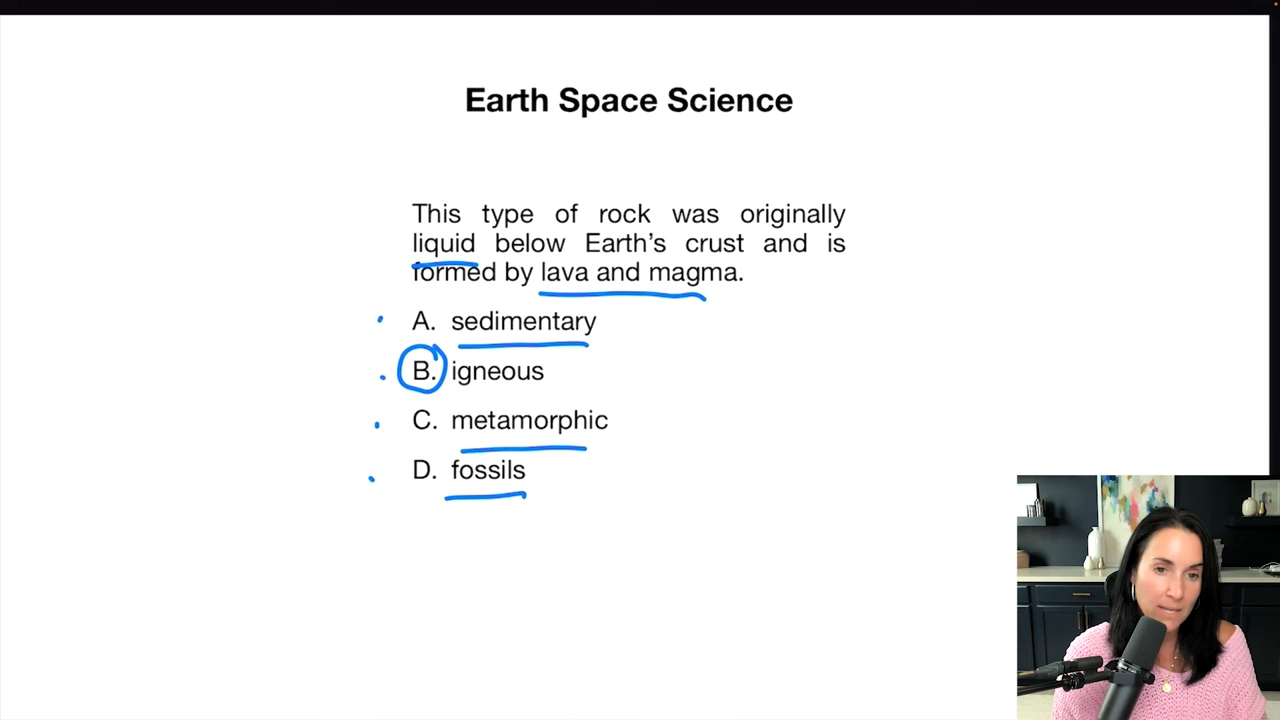 Earth Space Science
This type of rock was originally
liquid below Earth's crust and is
formed by lava and magma.
A. sedimentary
B. igneous
C. metamorphic
D. fossils